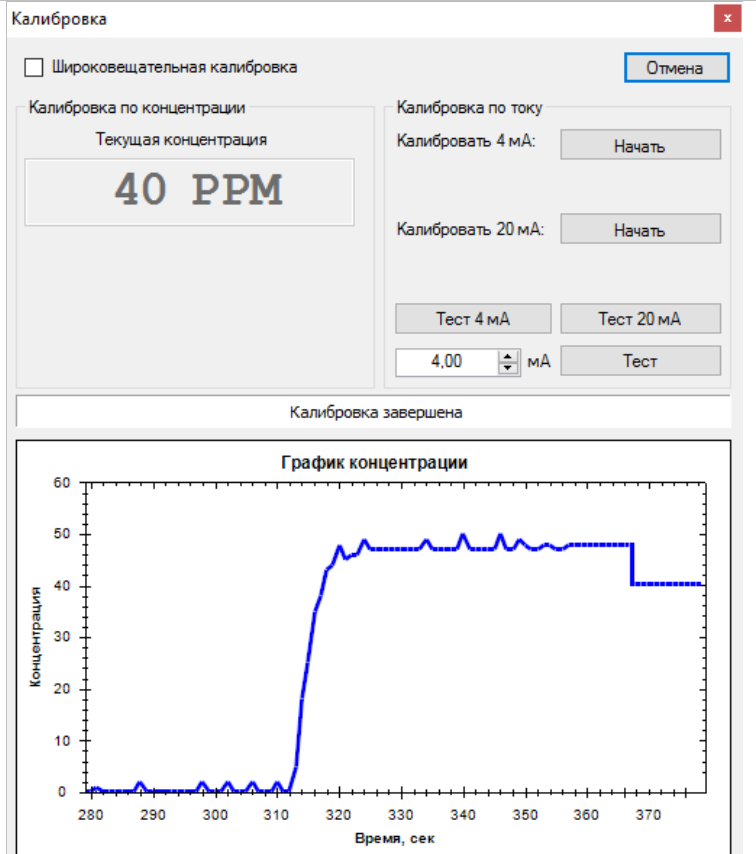 Калибровка
x
Широковещательная калибровка
Отмена
Калибровка по концентрации
Текущая концентрация
40 PPM
Калибровка по току
Калибровать 4 мА:
Начать
Калибровать 20 мА:
Начать
Тест 4 мА
Тест 20 мА
4,00
мА
Тест
Калибровка завершена
График концентрации
Концентрация
60
50
40
30
20
10
0
280 290 300 310 320 330 340 350 360 370
Время, сек